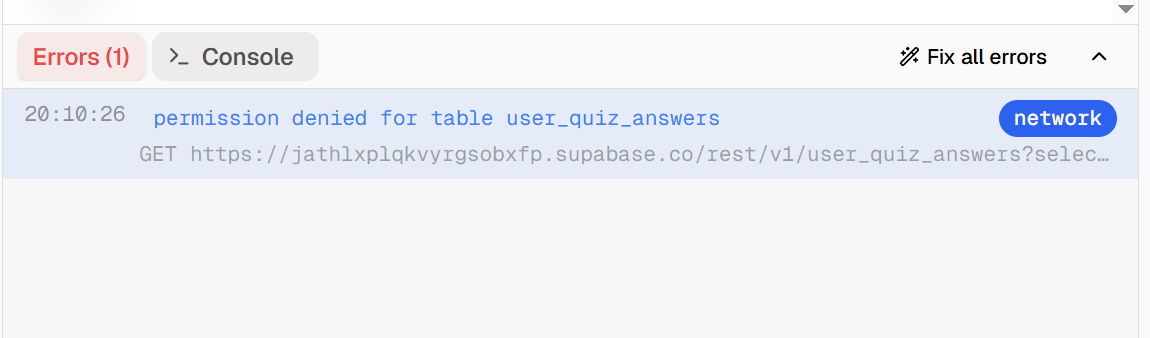 Errors (1)
Console
Fix all errors
20:10:26
permission denied for table user_quiz_answers
network
GET https://jathlxplqkvyrgsobxfp.supabase.co/rest/v1/user_quiz_answers?selec…